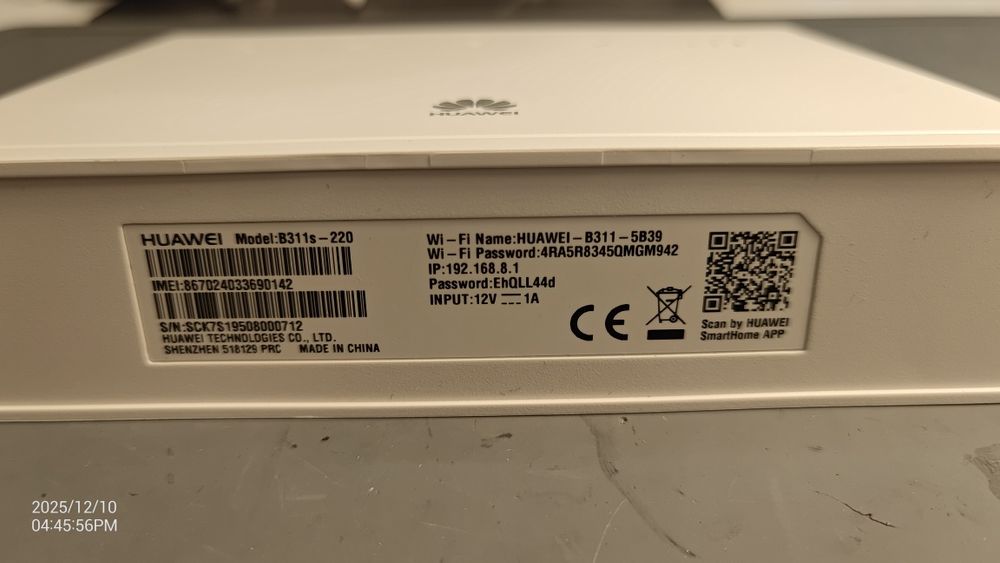 HUAWEI
HUAWEI Model:B311s-220
IMEI:867024033690142
S/N:SCK7S19508000712
HUAWEI TECHNOLOGIES CO., LTD.
SHENZHEN 518129 PRC MADE IN CHINA
Wi-Fi Name:HUAWEI-B311-5B39
Wi-Fi Password:4RA5R8345QMGM942
IP:192.168.8.1
Password:EhQLL44d
INPUT:12V ⎓ 1A
CE
Scan by HUAWEI
SmartHome APP
2025/12/10
04:45:56PM